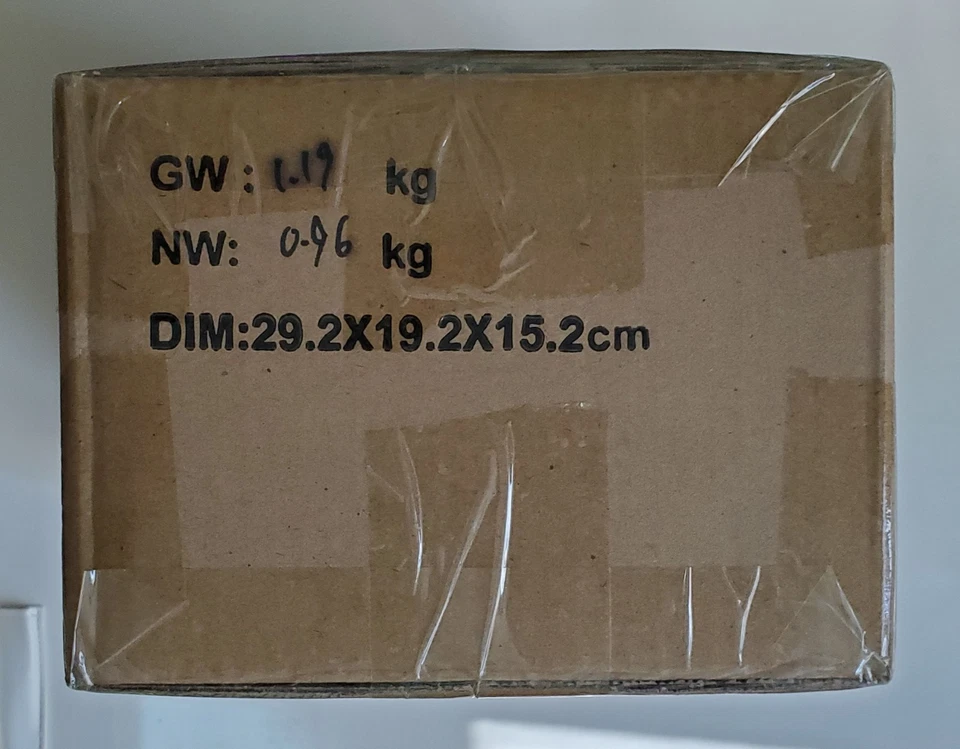 GW: 1.19 kg
NW: 0.96 kg
DIM:29.2X19.2X15.2cm